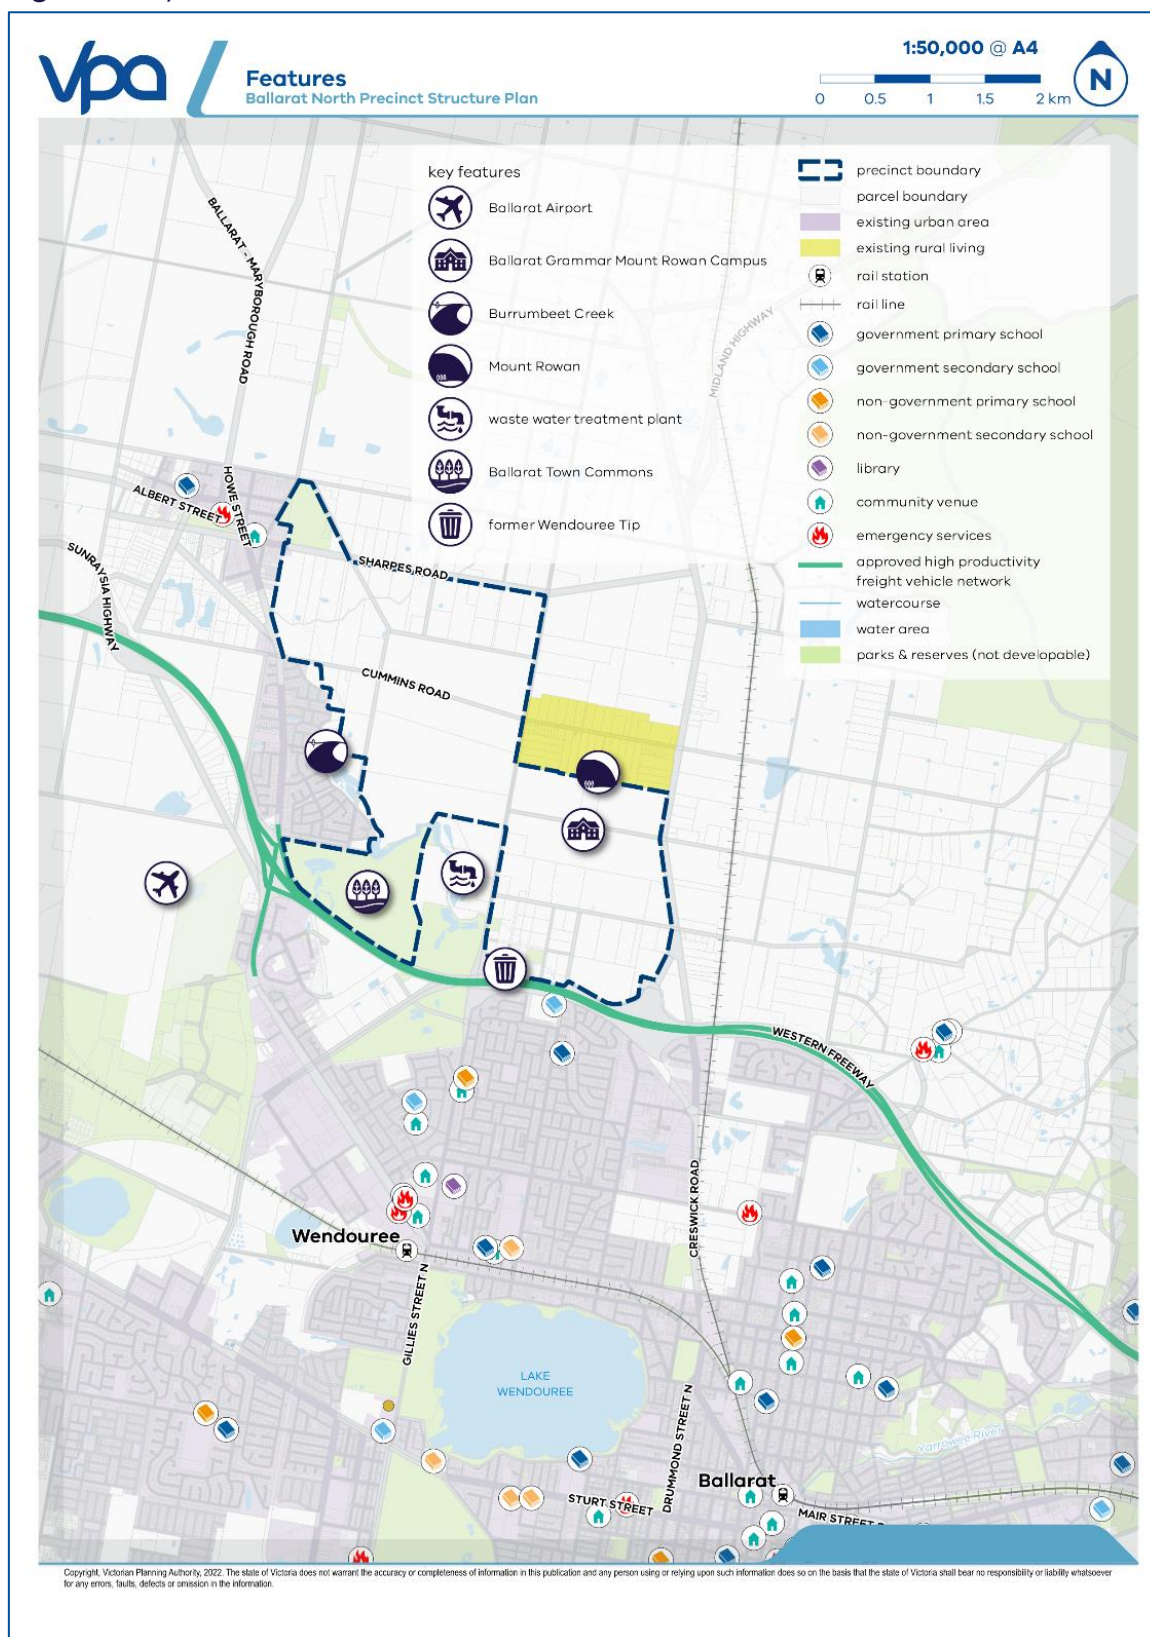 vpa
Features
Ballarat North Precinct Structure Plan
1:50,000 @ A4
0 0.5 1 1.5 2 km
N
key features
Ballarat Airport
Ballarat Grammar Mount Rowan Campus
Burrumbeet Creek
Mount Rowan
waste water treatment plant
Ballarat Town Commons
former Wendouree Tip
precinct boundary
parcel boundary
existing urban area
existing rural living
rail station
rail line
government primary school
government secondary school
non-government primary school
non-government secondary school
library
community venue
emergency services
approved high productivity
freight vehicle network
watercourse
water area
parks & reserves (not developable)
BALLARAT - MARYBOROUGH ROAD
MIDLAND HIGHWAY
HOWE STREET
ALBERT STREET
SUNRAYSIA HIGHWAY
SHARPES ROAD
CUMMINS ROAD
WESTERN FREEWAY
CRESWICK ROAD
Wendouree
GILLIES STREET N
LAKE
WENDOUREE
DRUMMOND STREET N
Yarrowee River
Ballarat
STURT STREET
MAIR STREET
Copyright, Victorian Planning Authority, 2022. The state of Victoria does not warrant the accuracy or completeness of information in this publication and any person using or relying upon such information does so on the basis that the state of Victoria shall bear no responsibility or liability whatsoever
for any errors, faults, defects or omission in the information.